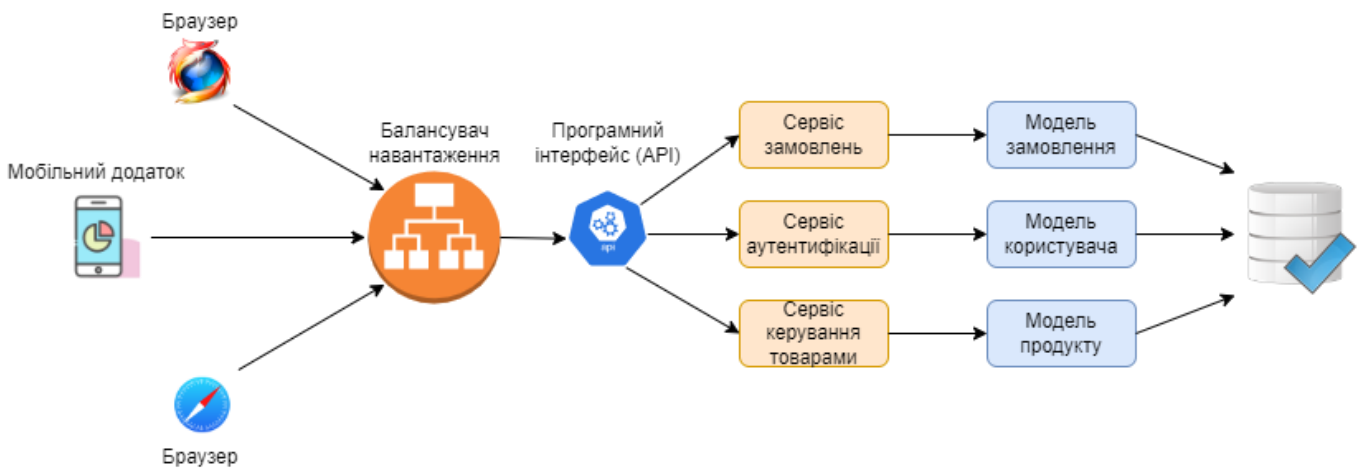 Браузер
Мобільний додаток
Балансувач
навантаження
Програмний
інтерфейс (API)
api
Сервіс
замовлень
Модель
замовлення
Сервіс
аутентифікації
Модель
користувача
Сервіс
керування
товарами
Модель
продукту
Браузер